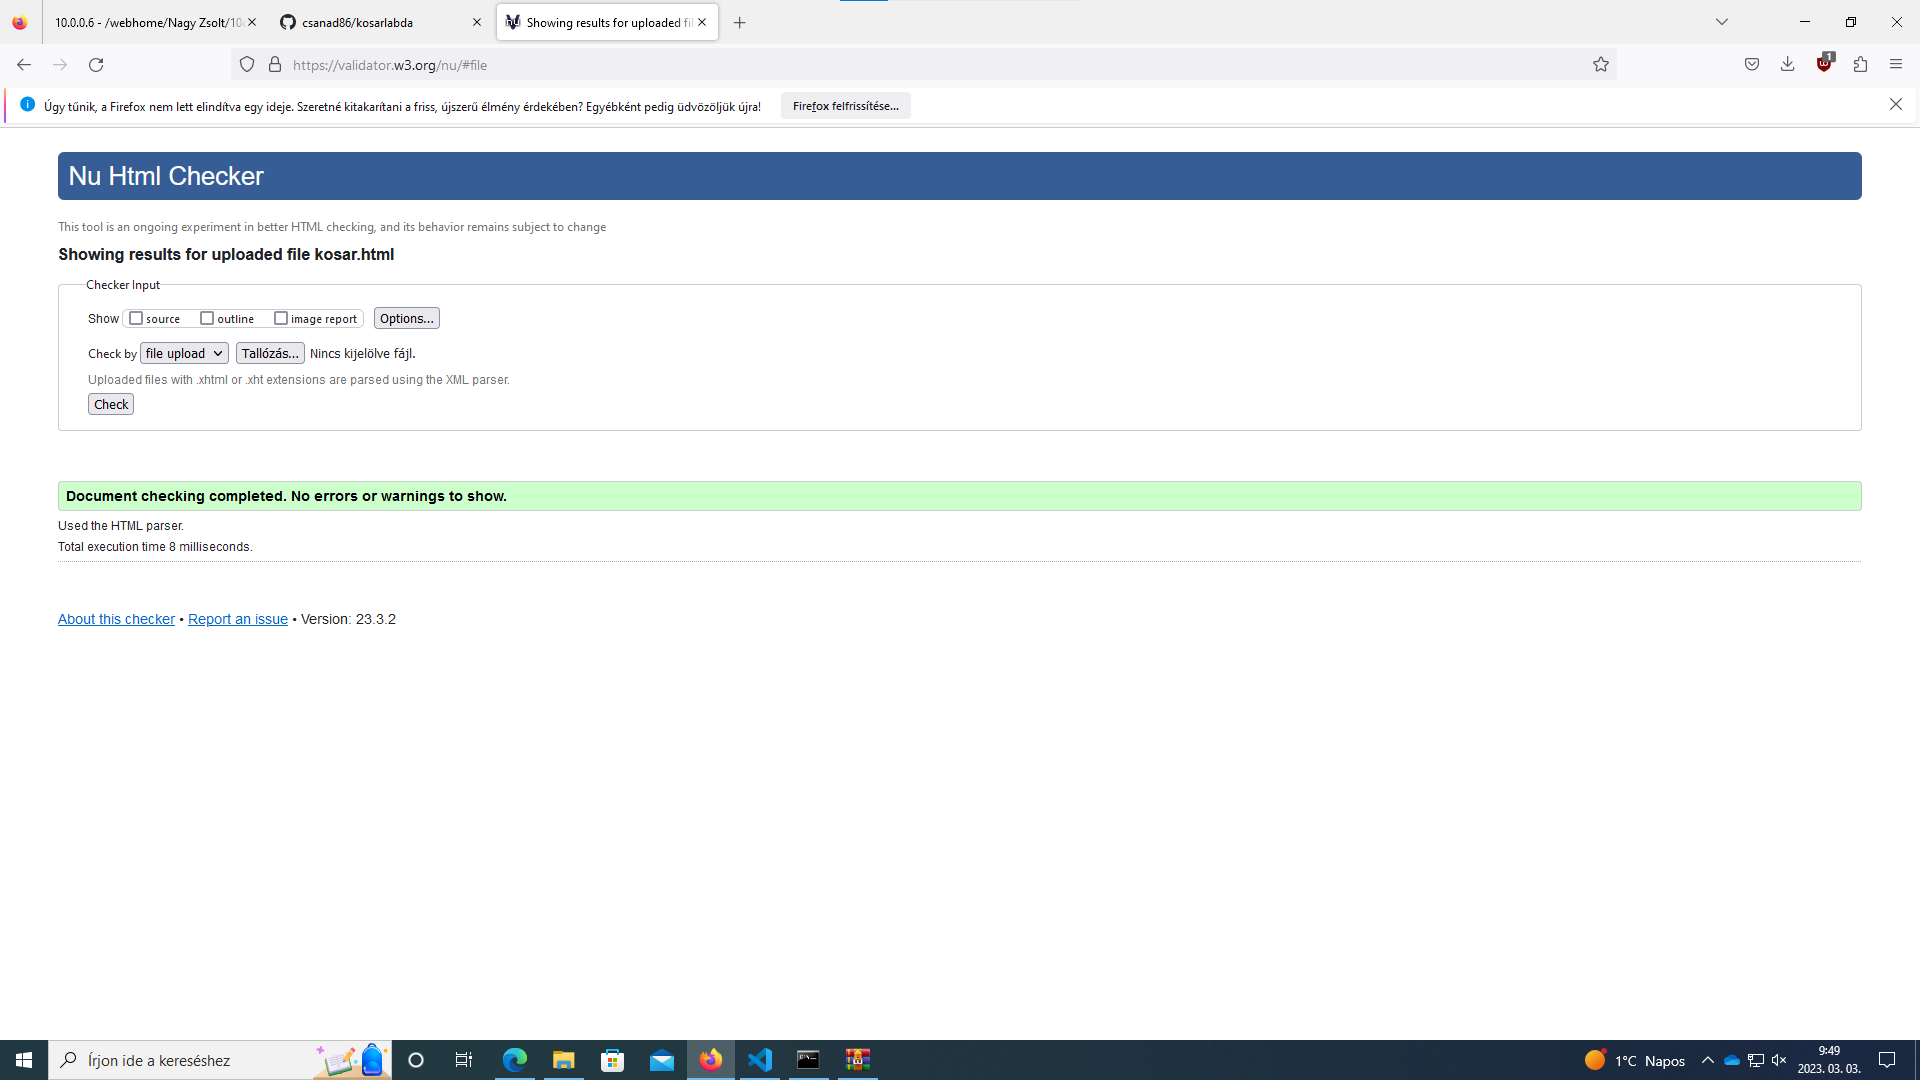 10.0.0.6 - /webhome/Nagy Zsolt/10
csanad86/kosarlabda
Showing results for uploaded fil
https://validator.w3.org/nu/#file
1
Úgy tűnik, a Firefox nem lett elindítva egy ideje. Szeretné kitakarítani a friss, újszerű élmény érdekében? Egyébként pedig üdvözöljük újra!
Firefox felfrissítése...
Nu Html Checker
This tool is an ongoing experiment in better HTML checking, and its behavior remains subject to change
Showing results for uploaded file kosar.html
Checker Input
Show source outline image report Options...
Check by file upload Tallózás... Nincs kijelölve fájl.
Uploaded files with .xhtml or .xht extensions are parsed using the XML parser.
Check
Document checking completed. No errors or warnings to show.
Used the HTML parser.
Total execution time 8 milliseconds.
About this checker • Report an issue • Version: 23.3.2
Írjon ide a kereséshez
1°C Napos
9:49
2023. 03. 03.